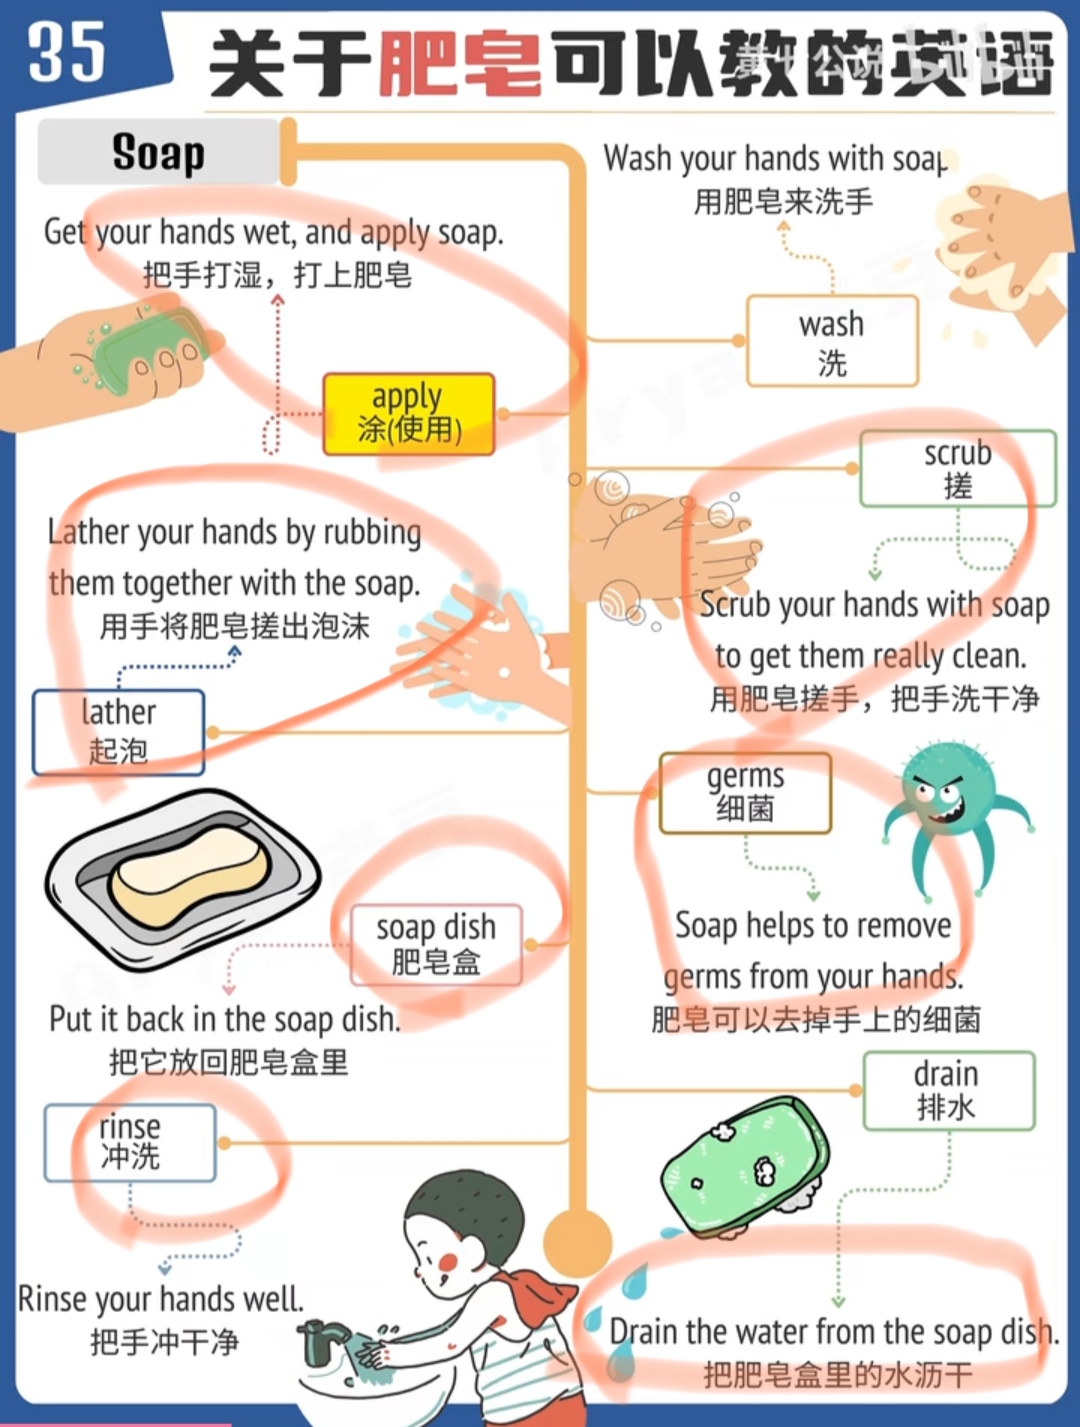 35
关于肥皂可以教的英语
Soap
Get your hands wet, and apply soap.
把手打湿，打上肥皂
apply
涂(使用)
Lather your hands by rubbing
them together with the soap.
用手将肥皂搓出泡沫
lather
起泡
soap dish
肥皂盒
Put it back in the soap dish.
把它放回肥皂盒里
rinse
冲洗
Rinse your hands well.
把手冲干净
Wash your hands with soap
用肥皂来洗手
wash
洗
scrub
搓
Scrub your hands with soap
to get them really clean.
用肥皂搓手，把手洗干净
germs
细菌
Soap helps to remove
germs from your hands.
肥皂可以去掉手上的细菌
drain
排水
Drain the water from the soap dish.
把肥皂盒里的水沥干